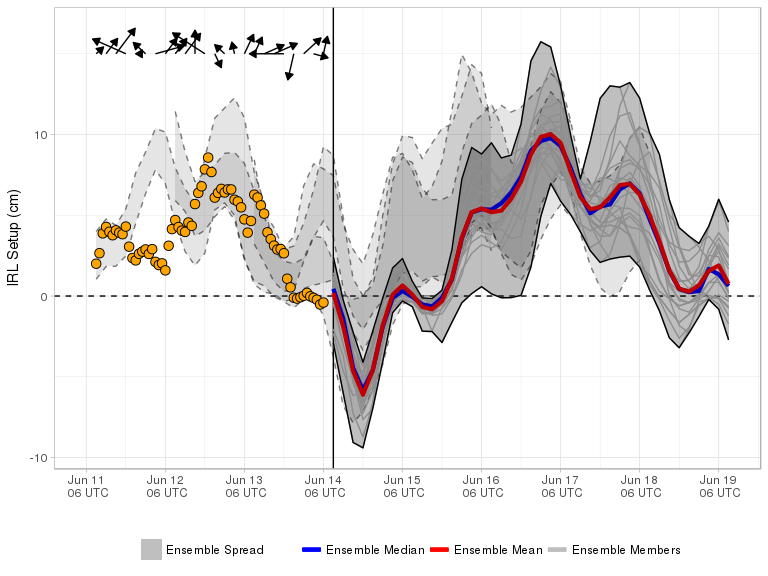 IRL Setup (cm)
10
0
-10
Jun 11 06 UTC
Jun 12 06 UTC
Jun 13 06 UTC
Jun 14 06 UTC
Jun 15 06 UTC
Jun 16 06 UTC
Jun 17 06 UTC
Jun 18 06 UTC
Jun 19 06 UTC
Ensemble Spread
Ensemble Median
Ensemble Mean
Ensemble Members